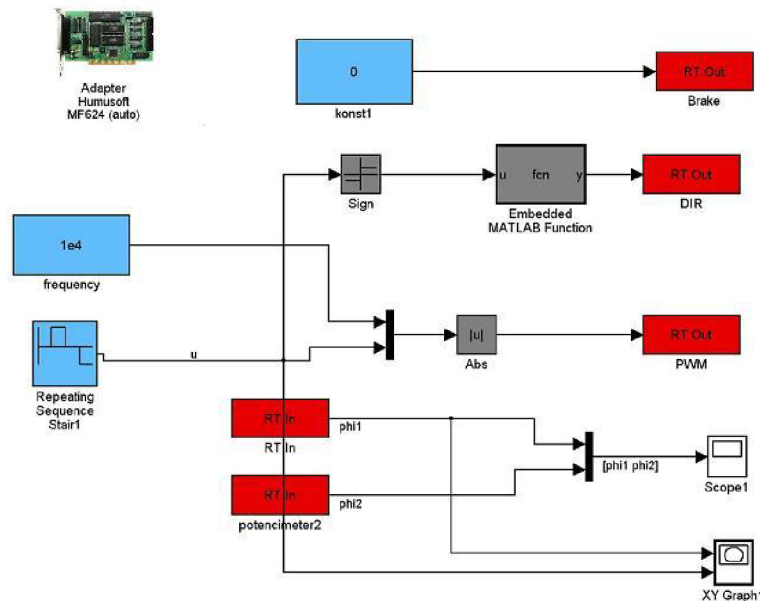 Adapter
Humusoft
MF624 (auto)
0
konst1
RT Out
Brake
Sign
u fcn y
Embedded
MATLAB Function
RT Out
DIR
1e4
frequency
u
Repeating
Sequence
Stair1
|u|
Abs
RT Out
PWM
RT In
RT In
phi1
RT In
potencimeter2
phi2
[phi1 phi2]
Scope1
XY Graph1